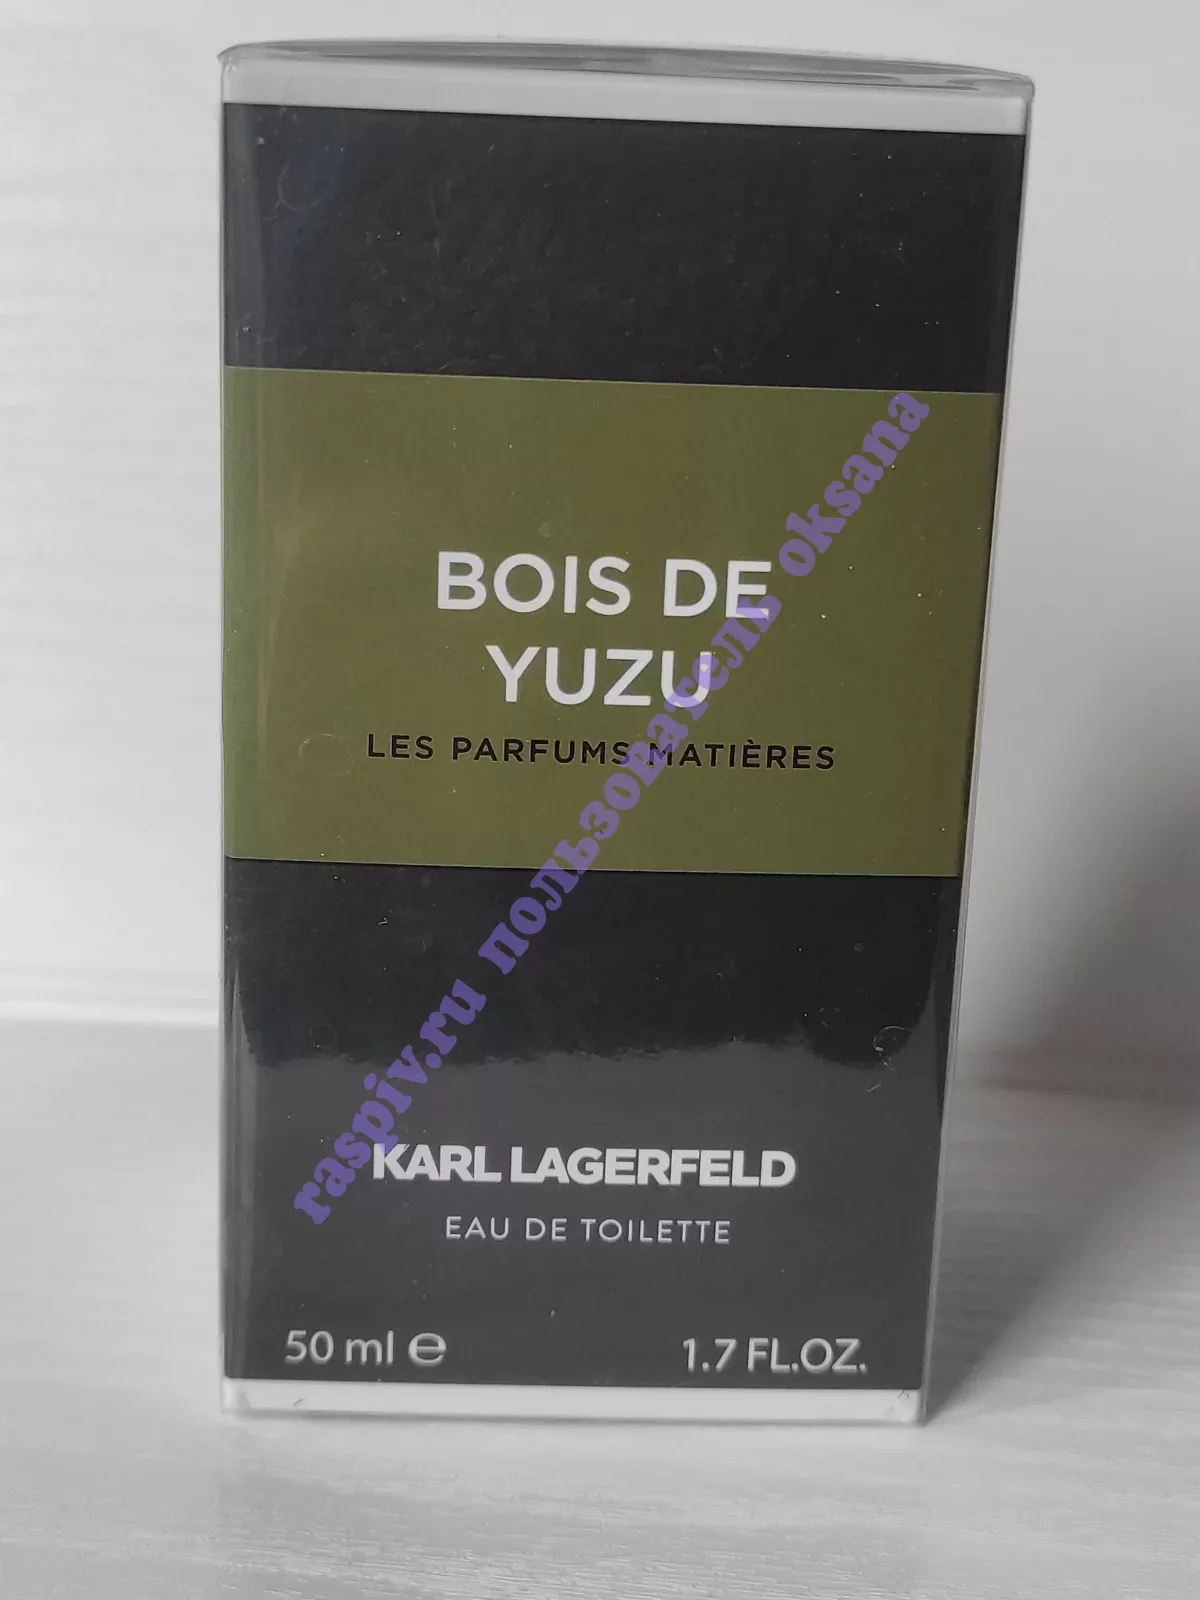 BOIS DE
YUZU
LES PARFUMS MATIÈRES
raspiv.ru пользователь oksana
KARL LAGERFELD
EAU DE TOILETTE
50 ml ℮
1.7 FL.OZ.